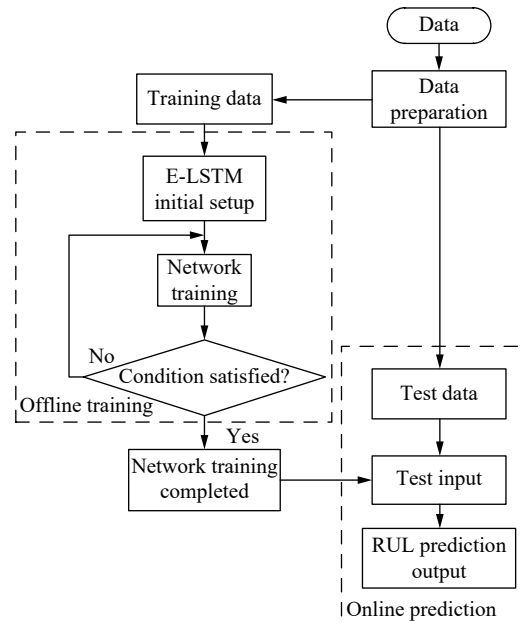 Data
Training data
Data
preparation
E-LSTM
initial setup
Network
training
No
Condition satisfied?
Offline training
Yes
Network training
completed
Test data
Test input
RUL prediction
output
Online prediction